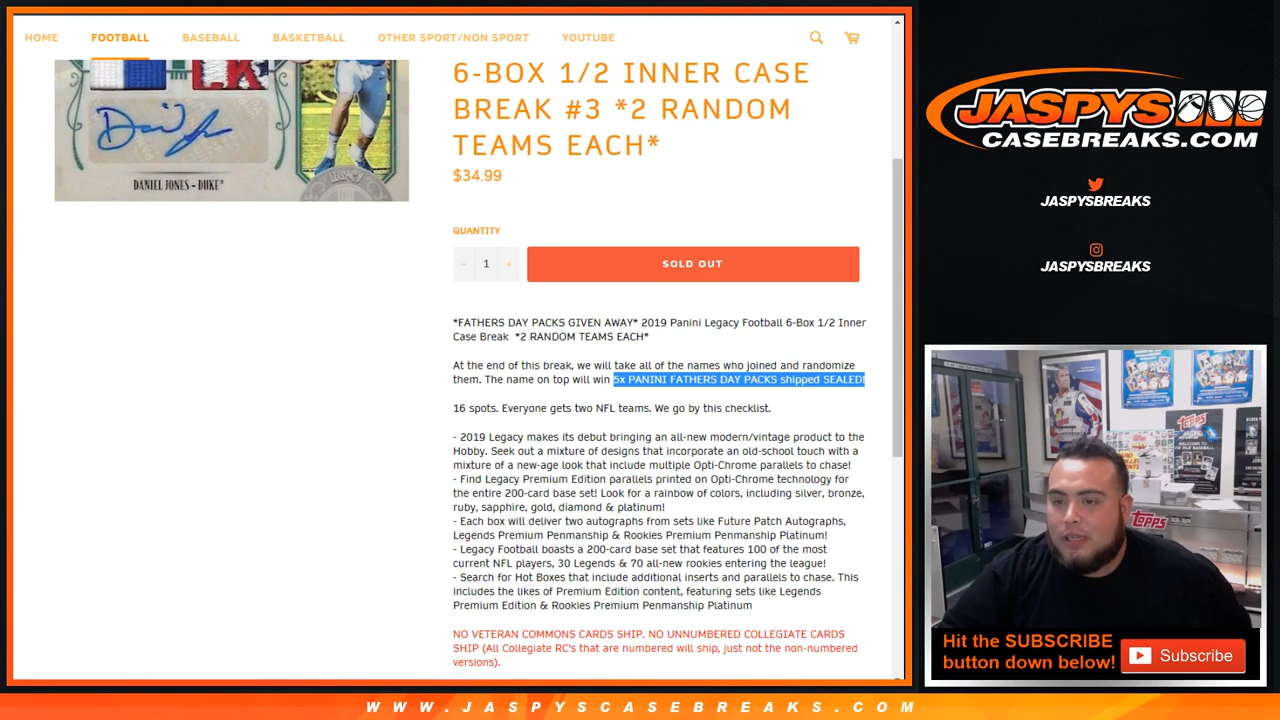 HOME FOOTBALL BASEBALL BASKETBALL OTHER SPORT/NON SPORT YOUTUBE
DANIEL JONES - DUKE
6-BOX 1/2 INNER CASE
BREAK #3 *2 RANDOM
TEAMS EACH*
$34.99
QUANTITY
− 1 +
SOLD OUT
*FATHERS DAY PACKS GIVEN AWAY* 2019 Panini Legacy Football 6-Box 1/2 Inner
Case Break *2 RANDOM TEAMS EACH*
At the end of this break, we will take all of the names who joined and randomize
them. The name on top will win 5x PANINI FATHERS DAY PACKS shipped SEALED!
16 spots. Everyone gets two NFL teams. We go by this checklist.
- 2019 Legacy makes its debut bringing an all-new modern/vintage product to the
Hobby. Seek out a mixture of designs that incorporate an old-school touch with a
mixture of a new-age look that include multiple Opti-Chrome parallels to chase!
- Find Legacy Premium Edition parallels printed on Opti-Chrome technology for
the entire 200-card base set! Look for a rainbow of colors, including silver, bronze,
ruby, sapphire, gold, diamond & platinum!
- Each box will deliver two autographs from sets like Future Patch Autographs,
Legends Premium Penmanship & Rookies Premium Penmanship Platinum!
- Legacy Football boasts a 200-card base set that features 100 of the most
current NFL players, 30 Legends & 70 all-new rookies entering the league!
- Search for Hot Boxes that include additional inserts and parallels to chase. This
includes the likes of Premium Edition content, featuring sets like Legends
Premium Edition & Rookies Premium Penmanship Platinum
NO VETERAN COMMONS CARDS SHIP. NO UNNUMBERED COLLEGIATE CARDS
SHIP (All Collegiate RC's that are numbered will ship, just not the non-numbered
versions).
JASPYS
CASEBREAKS.COM
JASPYSBREAKS
JASPYSBREAKS
TOPPS
topps
Hit the SUBSCRIBE
button down below!
Subscribe
WWW.JASPYSCASEBREAKS.COM